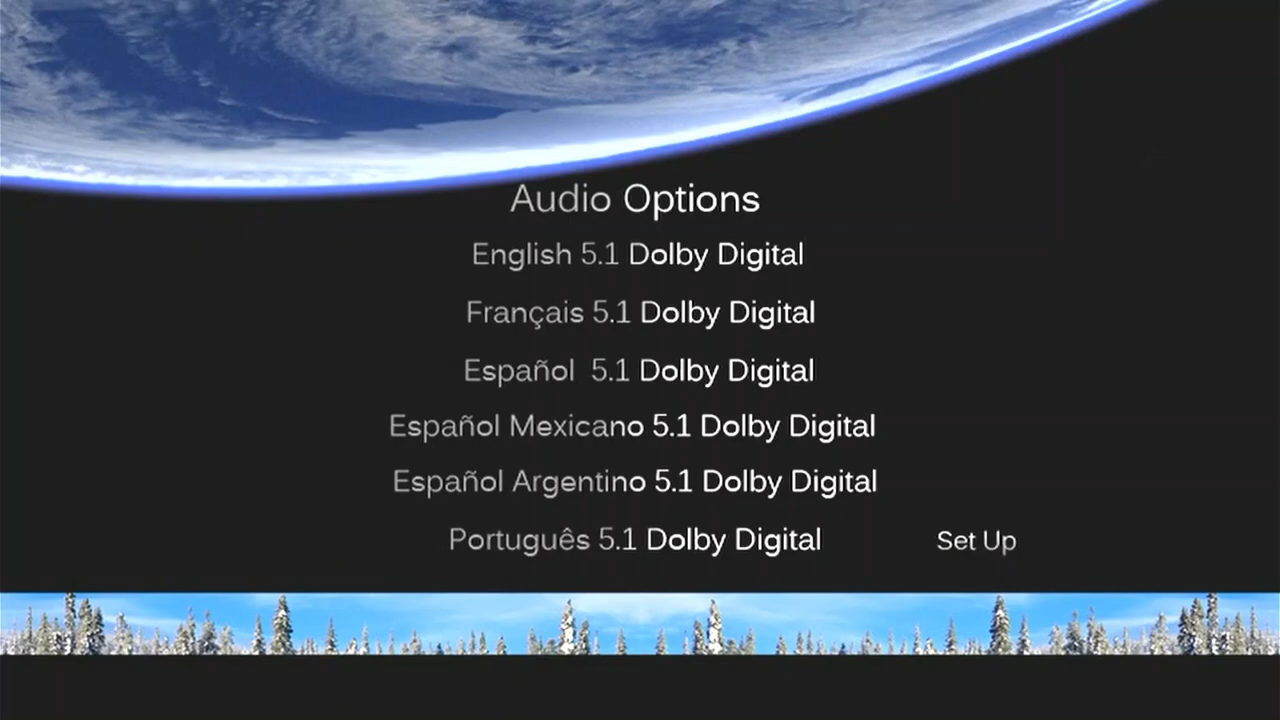 Audio Options
English 5.1 Dolby Digital
Français 5.1 Dolby Digital
Español 5.1 Dolby Digital
Español Mexicano 5.1 Dolby Digital
Español Argentino 5.1 Dolby Digital
Português 5.1 Dolby Digital
Set Up